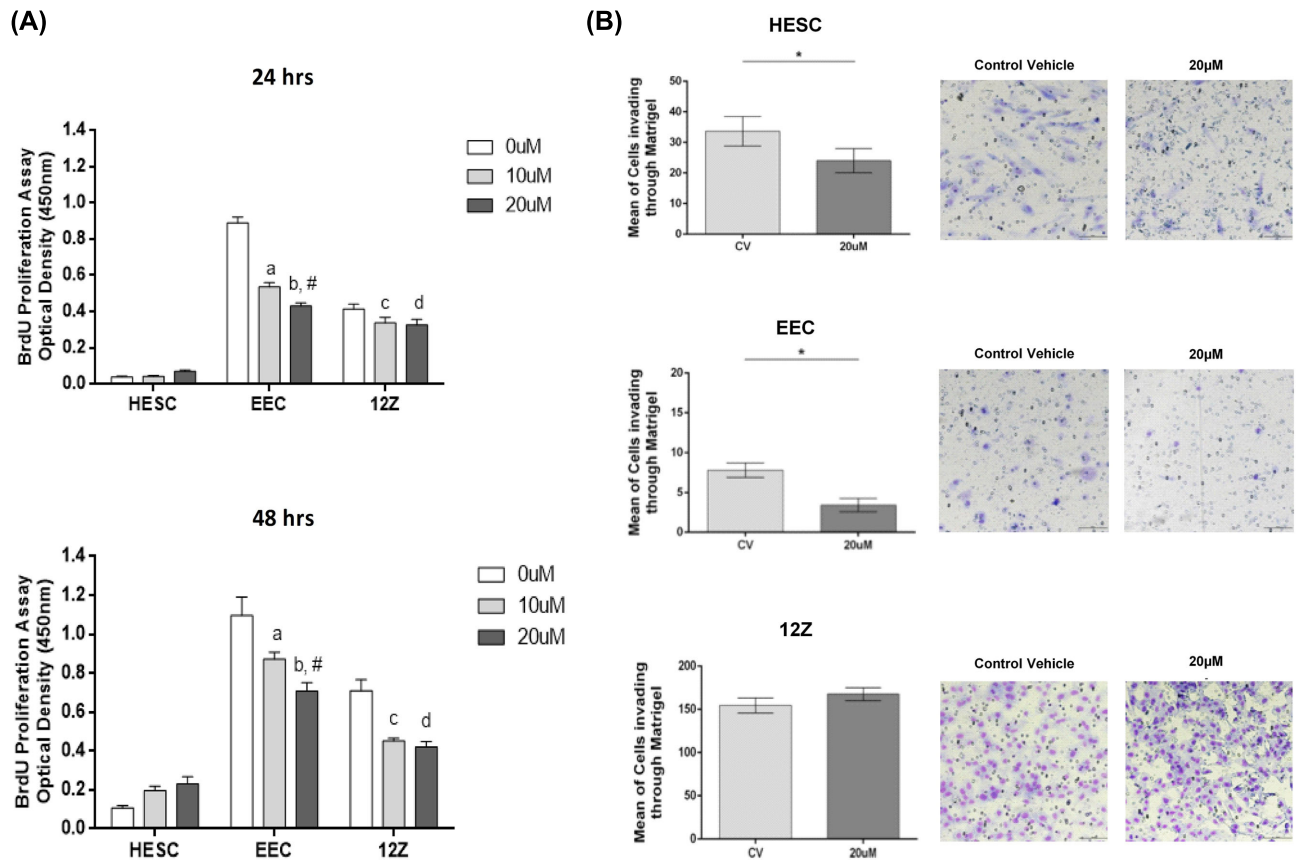 (A)
24 hrs
BrdU Proliferation Assay
Optical Density (450nm)
1.4
1.2
1.0
0.8
0.6
0.4
0.2
0.0
a
b, #
c
d
HESC
EEC
12Z
0uM
10uM
20uM
48 hrs
BrdU Proliferation Assay
Optical Density (450nm)
1.4
1.2
1.0
0.8
0.6
0.4
0.2
0.0
a
b, #
c
d
HESC
EEC
12Z
0uM
10uM
20uM
(B)
HESC
Mean of Cells invading
through Matrigel
50
40
30
20
10
0
*
CV
20uM
Control Vehicle
20µM
EEC
Mean of Cells invading
through Matrigel
20
15
10
5
0
*
CV
20uM
Control Vehicle
20µM
12Z
Mean of Cells invading
through Matrigel
200
150
100
50
0
CV
20uM
Control Vehicle
20µM